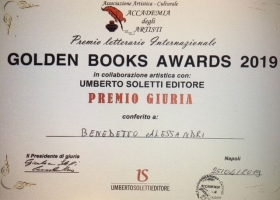 Associazione Artistica - Culturale
ACCADEMIA
degli
ARTISTI
Premio letterario Internazionale
GOLDEN BOOKS AWARDS 2019
in collaborazione artistica con:
UMBERTO SOLETTI EDITORE
PREMIO GIURIA
conferito a:
BENEDETTO ALESSANDRI
Il Presidente di giuria
Napoli
US
UMBERTOSOLETTIEDITORE